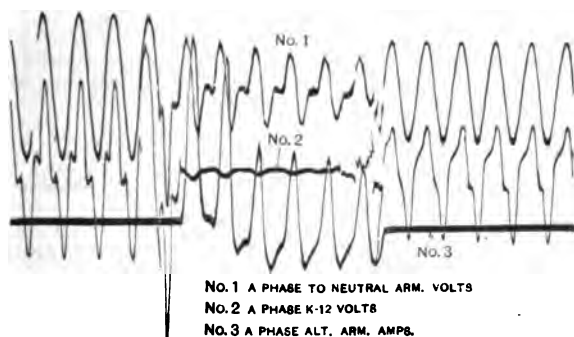 No. 1
No. 2
No. 3
No. 1 A PHASE TO NEUTRAL ARM. VOLTS
No. 2 A PHASE K-12 VOLTS
No. 3 A PHASE ALT. ARM. AMPS.